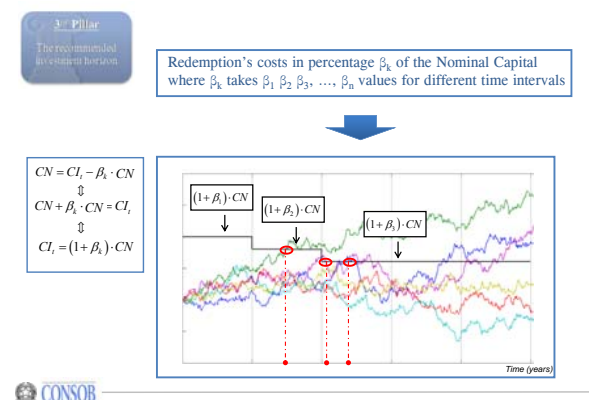 3rd Pillar
The recommended
investment horizon
Redemption's costs in percentage βk of the Nominal Capital
where βk takes β1 β2 β3, ..., βn values for different time intervals
CN = CIt − βk · CN
⇕
CN + βk · CN = CIt
⇕
CIt = (1 + βk) · CN
(1 + β1) · CN
(1 + β2) · CN
(1 + β3) · CN
Time (years)
CONSOB